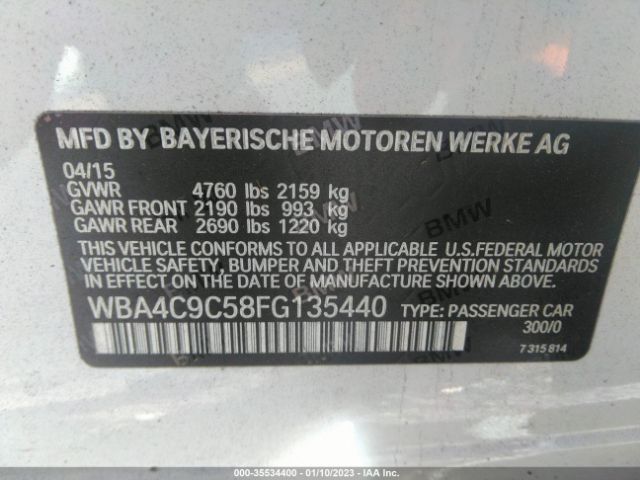 MFD BY BAYERISCHE MOTOREN WERKE AG
04/15
GVWR 4760 lbs 2159 kg
GAWR FRONT 2190 lbs 993 kg
GAWR REAR 2690 lbs 1220 kg
THIS VEHICLE CONFORMS TO ALL APPLICABLE U.S.FEDERAL MOTOR
VEHICLE SAFETY, BUMPER AND THEFT PREVENTION STANDARDS
IN EFFECT ON THE DATE OF MANUFACTURE SHOWN ABOVE.
WBA4C9C58FG135440 TYPE: PASSENGER CAR
300/0
7 315 814
000-35534400 - 01/10/2023 - IAA Inc.